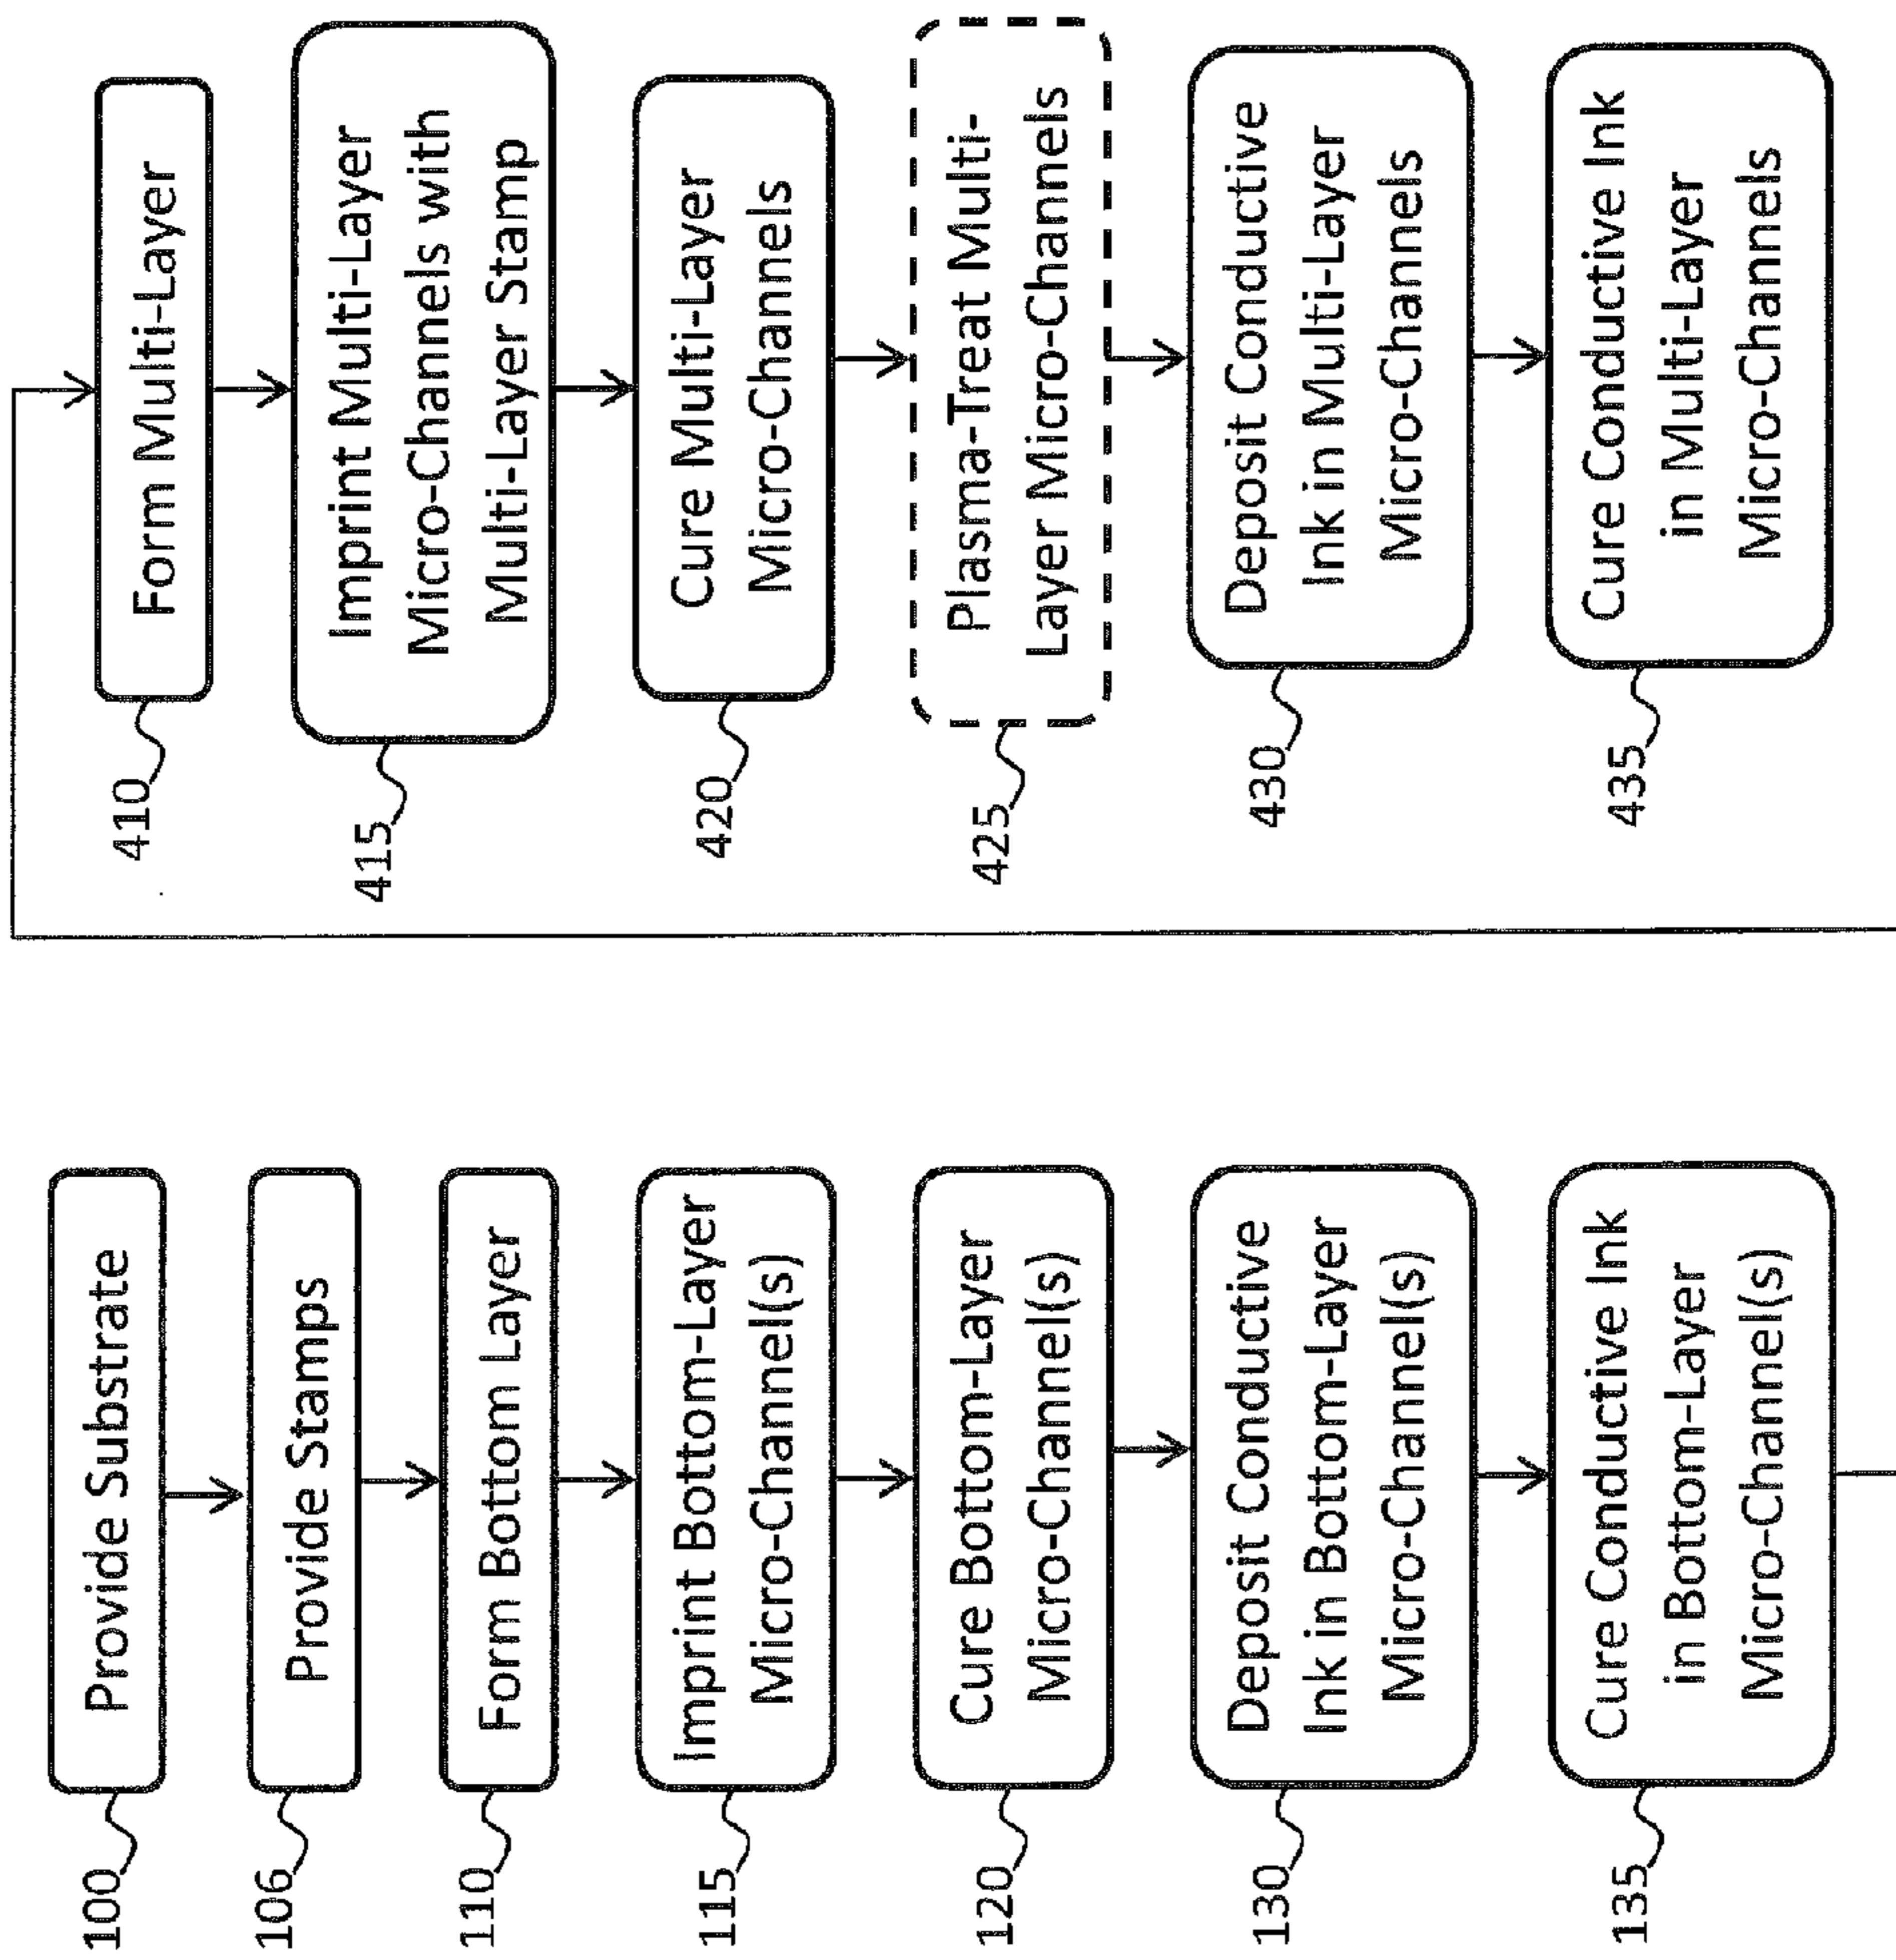 100
Provide Substrate
106
Provide Stamps
110
Form Bottom Layer
115
Imprint Bottom-Layer
Micro-Channel(s)
120
Cure Bottom-Layer
Micro-Channel(s)
130
Deposit Conductive
Ink in Bottom-Layer
Micro-Channel(s)
135
Cure Conductive Ink
in Bottom-Layer
Micro-Channel(s)
410
Form Multi-Layer
415
Imprint Multi-Layer
Micro-Channels with
Multi-Layer Stamp
420
Cure Multi-Layer
Micro-Channels
425
Plasma-Treat Multi-
Layer Micro-Channels
430
Deposit Conductive
Ink in Multi-Layer
Micro-Channels
435
Cure Conductive Ink
in Multi-Layer
Micro-Channels